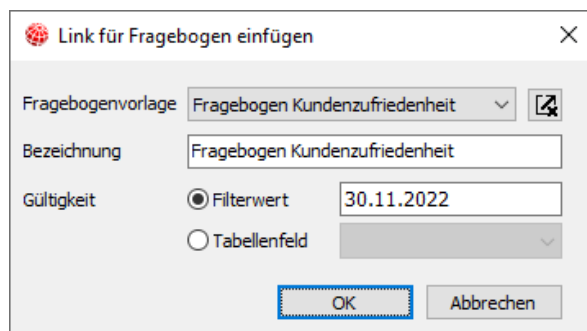 Link für Fragebogen einfügen
Fragebogenvorlage Fragebogen Kundenzufriedenheit
Bezeichnung Fragebogen Kundenzufriedenheit
Gültigkeit Filterwert 30.11.2022
Tabellenfeld
OK Abbrechen